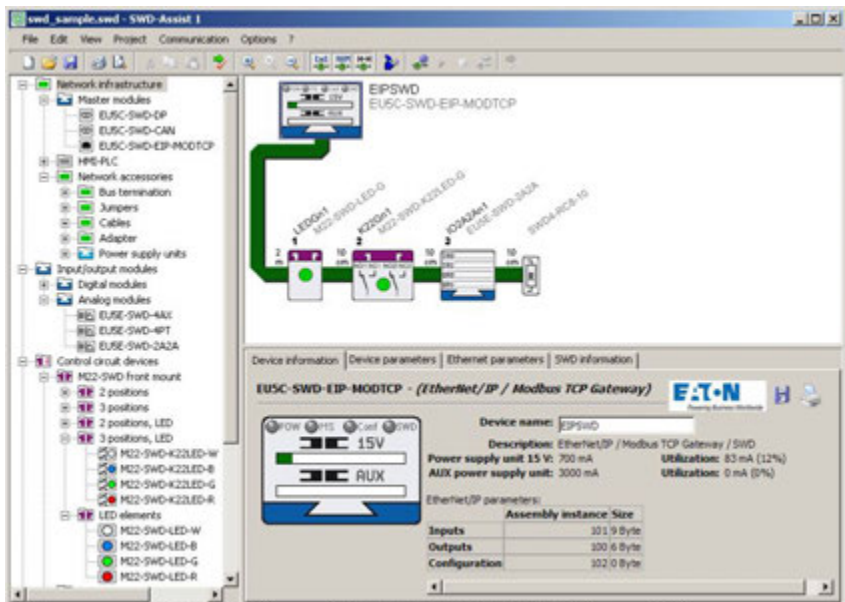 swd_sample.swd - SWD-Assist 1
File Edit View Project Communication Options ?
Network infrastructure
Master modules
EU5C-SWD-DP
EU5C-SWD-CAN
EU5C-SWD-EIP-MODTCP
HMI-PLC
Network accessories
Bus termination
Jumpers
Cables
Adapter
Power supply units
Input/output modules
Digital modules
Analog modules
EU5E-SWD-4AX
EU5E-SWD-4PT
EU5E-SWD-2A2A
Control circuit devices
M22-SWD front mount
2 positions
3 positions
2 positions, LED
3 positions, LED
M22-SWD-K22LED-W
M22-SWD-K22LED-B
M22-SWD-K22LED-G
M22-SWD-K22LED-R
LED elements
M22-SWD-LED-W
M22-SWD-LED-B
M22-SWD-LED-G
M22-SWD-LED-R
15V
AUX
EIPSWD
EU5C-SWD-EIP-MODTCP
LEDGn1 M22-SWD-LED-G
K22Gn1 M22-SWD-K22LED-G
IO2A2An1 EU5E-SWD-2A2A
SWD4-RC8-10
1 2 3
2 m
10 cm
10 cm
10 cm
Device information Device parameters Ethernet parameters SWD information
EU5C-SWD-EIP-MODTCP - (EtherNet/IP / Modbus TCP Gateway)
EATON
Powering Business Worldwide
POW MS Conf SWD
15V
AUX
Device name: EIPSWD
Description: EtherNet/IP / Modbus TCP Gateway / SWD
Power supply unit 15 V: 700 mA Utilization: 83 mA (12%)
AUX power supply unit: 3000 mA Utilization: 0 mA (0%)
EtherNet/IP parameters:
Assembly instance Size
Inputs 101 9 Byte
Outputs 100 6 Byte
Configuration 102 0 Byte